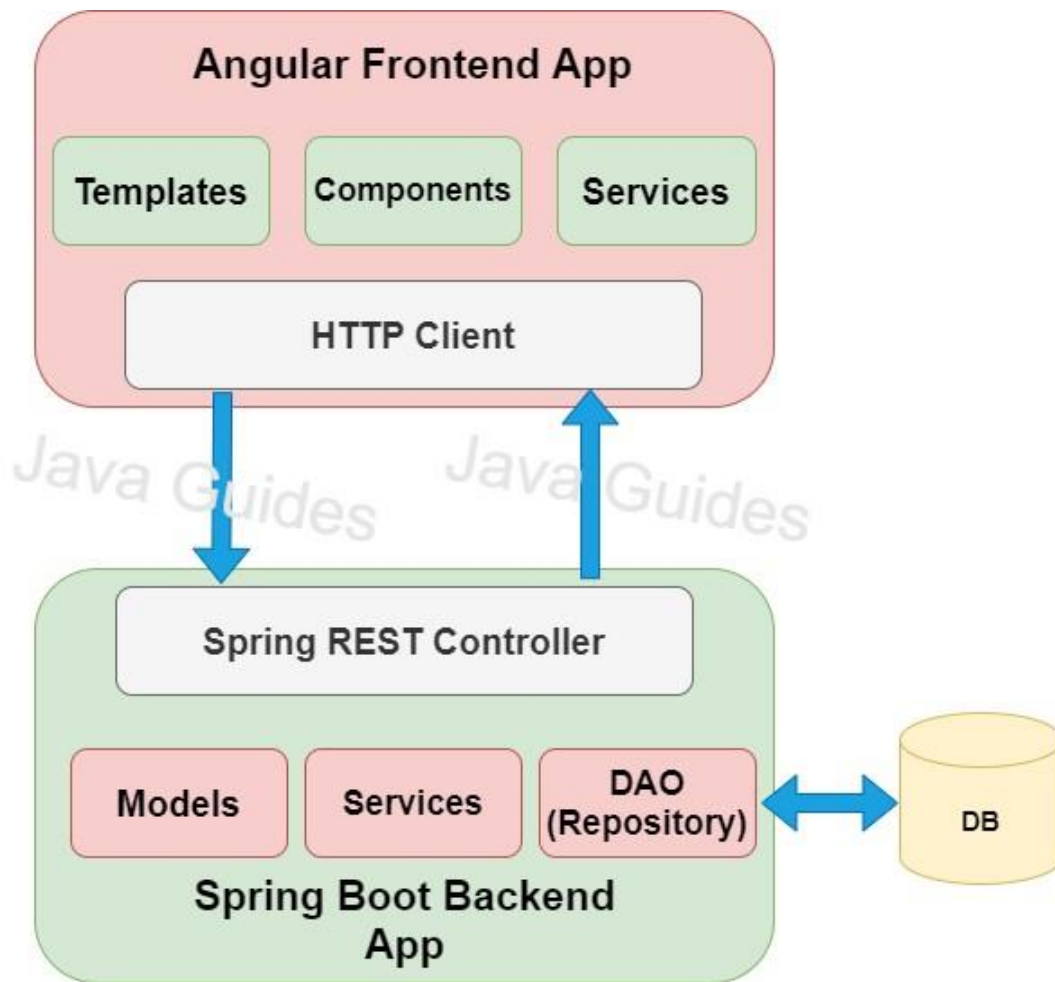 Angular Frontend App
Templates
Components
Services
HTTP Client
Java Guides
Java Guides
Spring REST Controller
Models
Services
DAO
(Repository)
DB
Spring Boot Backend
App